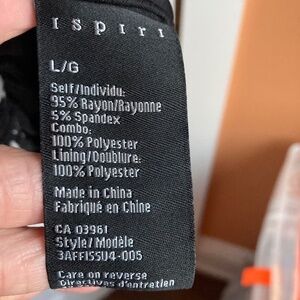 ISPIRI
L/G
Self/Individu:
95% Rayon/Rayonne
5% Spandex
Combo:
100% Polyester
Lining/Doublure:
100% Polyester
Made in China
Fabriqué en Chine
CA 03961
Style/Modèle
3AFF15SU4-005
Care on reverse
Directives d'entretien